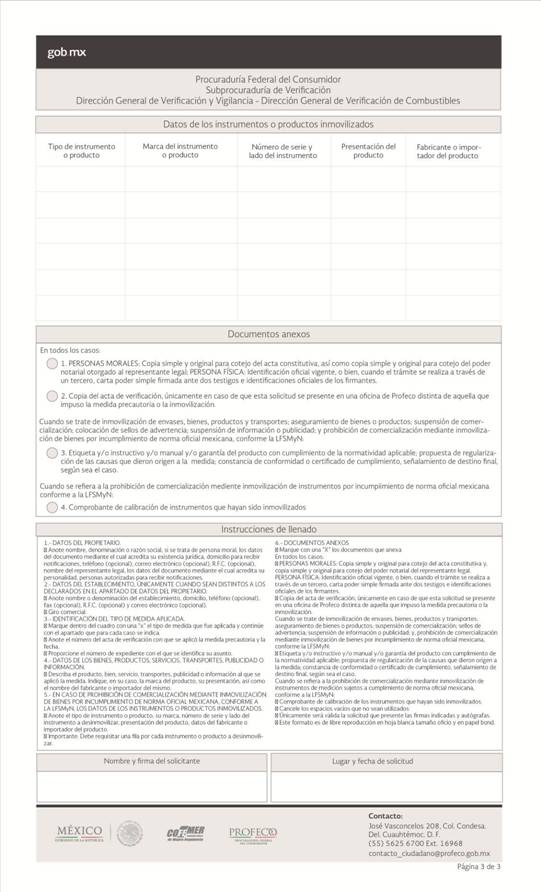 gob mx
Procuraduría Federal del Consumidor
Subprocuraduría de Verificación
Dirección General de Verificación y Vigilancia - Dirección General de Verificación de Combustibles
Datos de los instrumentos o productos inmovilizados
Tipo de instrumento o producto
Marca del instrumento o producto
Número de serie y lado del instrumento
Presentación del producto
Fabricante o impor-
tador del producto
Documentos anexos
En todos los casos:
1. PERSONAS MORALES: Copia simple y original para cotejo del acta constitutiva, así como copia simple y original para cotejo del poder
notarial otorgado al representante legal; PERSONA FÍSICA: Identificación oficial vigente, o bien, cuando el trámite se realiza a través de
un tercero, carta poder simple firmada ante dos testigos e identificaciones oficiales de los firmantes.
2. Copia del acta de verificación, únicamente en caso de que esta solicitud se presente en una oficina de Profeco distinta de aquella que
impuso la medida precautoria o la inmovilización.
Cuando se trate de inmovilización de envases, bienes, productos y transportes; aseguramiento de bienes o productos; suspensión de comer-
cialización; colocación de sellos de advertencia; suspensión de información o publicidad; y prohibición de comercialización mediante inmoviliza-
ción de bienes por incumplimiento de norma oficial mexicana, conforme la LFSMyN:
3. Etiqueta y/o instructivo y/o manual y/o garantía del producto con cumplimiento de la normatividad aplicable; propuesta de regulariza-
ción de las causas que dieron origen a la medida; constancia de conformidad o certificado de cumplimiento, señalamiento de destino final,
según sea el caso.
Cuando se refiera a la prohibición de comercialización mediante inmovilización de instrumentos por incumplimiento de norma oficial mexicana
conforme a la LFSMyN:
4. Comprobante de calibración de instrumentos que hayan sido inmovilizados
Instrucciones de llenado
1.- DATOS DEL PROPIETARIO.
Anote nombre, denominación o razón social, si se trata de persona moral, los datos
del documento mediante el cual acredita su existencia jurídica, domicilio para recibir
notificaciones, teléfono (opcional), correo electrónico (opcional), R.F.C. (opcional),
nombre del representante legal, los datos del documento mediante el cual acredita su
personalidad, personas autorizadas para recibir notificaciones.
2.- DATOS DEL ESTABLECIMIENTO, ÚNICAMENTE CUANDO SEAN DISTINTOS A LOS
DECLARADOS EN EL APARTADO DE DATOS DEL PROPIETARIO.
Anote nombre o denominación del establecimiento, domicilio, teléfono (opcional),
fax (opcional), R.F.C. (opcional) y correo electrónico (opcional).
Giro comercial
3.- IDENTIFICACIÓN DEL TIPO DE MEDIDA APLICADA.
Marque dentro del cuadro con una "x" el tipo de medida que fue aplicada y continúe
con el apartado que para cada caso se indica.
Anote el número del acta de verificación con que se aplicó la medida precautoria y la
fecha.
Proporcione el número de expediente con el que se identifica su asunto.
4.- DATOS DE LOS BIENES, PRODUCTOS, SERVICIOS, TRANSPORTES, PUBLICIDAD O
INFORMACIÓN.
Describa el producto, bien, servicio, transportes, publicidad o información al que se
aplicó la medida. Indique, en su caso, la marca del producto, su presentación, así como
el nombre del fabricante o importador del mismo.
5.- EN CASO DE PROHIBICIÓN DE COMERCIALIZACIÓN MEDIANTE INMOVILIZACIÓN
DE BIENES POR INCUMPLIMIENTO DE NORMA OFICIAL MEXICANA, CONFORME A
LA LFSMyN, LOS DATOS DE LOS INSTRUMENTOS O PRODUCTOS INMOVILIZADOS.
Anote el tipo de instrumento o producto, su marca, número de serie y lado del
instrumento a desinmovilizar, presentación del producto, datos del fabricante o
importador del producto.
Importante: Debe requisitar una fila por cada instrumento o producto a desinmovili-
zar.
6.- DOCUMENTOS ANEXOS
Marque con una "X" los documentos que anexa
En todos los casos:
PERSONAS MORALES: Copia simple y original para cotejo del acta constitutiva y,
copia simple y original para cotejo del poder notarial del representante legal.
PERSONA FÍSICA: Identificación oficial vigente, o bien, cuando el trámite se realiza a
través de un tercero, carta poder simple firmada ante dos testigos e identificaciones
oficiales de los firmantes.
Copia del acta de verificación, únicamente en caso de que esta solicitud se presente
en una oficina de Profeco distinta de aquella que impuso la medida precautoria o la
inmovilización.
Cuando se trate de inmovilización de envases, bienes, productos y transportes;
aseguramiento de bienes o productos; suspensión de comercialización; sellos de
advertencia; suspensión de información o publicidad; y, prohibición de comercialización
mediante inmovilización de bienes por incumplimiento de norma oficial mexicana,
conforme la LFSMyN:
Etiqueta y/o instructivo y/o manual y/o garantía del producto con cumplimiento de
la normatividad aplicable; propuesta de regularización de las causas que dieron origen a
la medida; constancia de conformidad o certificado de cumplimiento, señalamiento de
destino final, según sea el caso.
Cuando se refiera a la prohibición de comercialización mediante inmovilización de
instrumentos de medición sujetos a cumplimiento de norma oficial mexicana,
conforme a la LFSMyN:
Comprobante de calibración de los instrumentos que hayan sido inmovilizados.
Cancele los espacios vacíos que no sean utilizados
Únicamente será válida la solicitud que presente las firmas indicadas y autógrafas.
Este formato es de libre reproducción en hoja blanca tamaño oficio y en papel bond.
Nombre y firma del solicitante
Lugar y fecha de solicitud
MÉXICO
GOBIERNO DE LA REPÚBLICA
COFEMER
PROFECO
Contacto:
José Vasconcelos 208, Col. Condesa.
Del. Cuauhtémoc. D. F.
(55) 5625 6700 Ext. 16968
contacto_ciudadano@profeco.gob.mx
Página 3 de 3